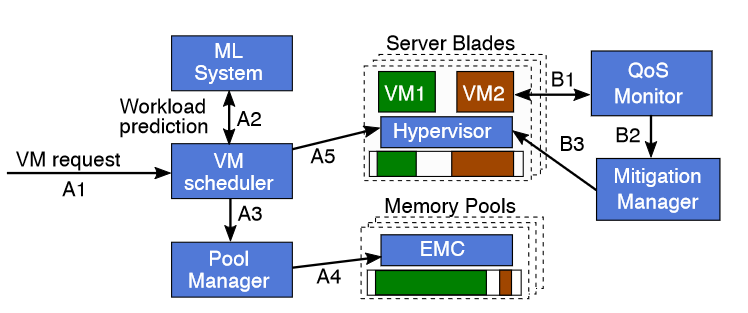 Server Blades
ML
System
VM1
VM2
B1
QoS
Monitor
Workload
prediction
A2
Hypervisor
B2
VM request
A1
VM
scheduler
A5
B3
Mitigation
Manager
A3
Memory Pools
Pool
Manager
A4
EMC